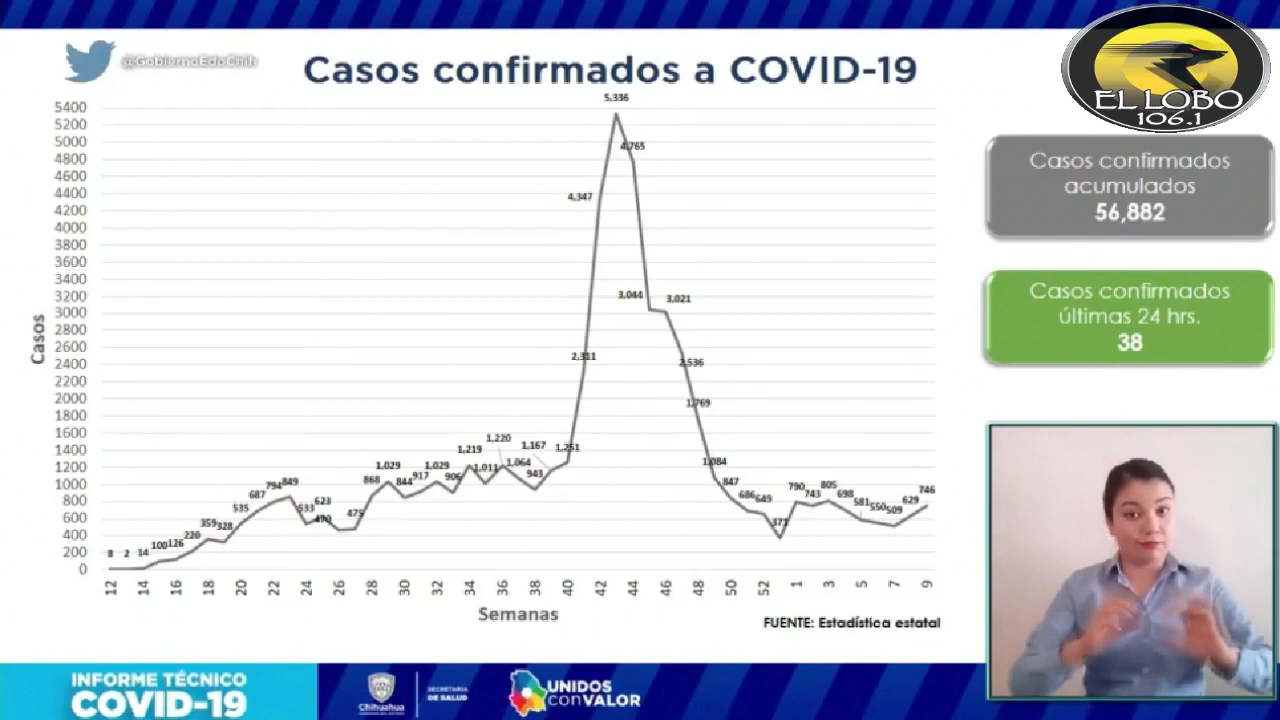 @GobiernoEdoChih
Casos confirmados a COVID-19
EL LOBO
106.1
Casos confirmados
acumulados
56,882
Casos confirmados
últimas 24 hrs.
38
Casos
5400
5200
5000
4800
4600
4400
4200
4000
3800
3600
3400
3200
3000
2800
2600
2400
2200
2000
1800
1600
1400
1200
1000
800
600
400
200
0
8 2 14 100 126 220 359 328 535 687 794 849 533 623 470 475 868 1,029 844 917 1,029 906 1,219 1,011 1,220 1,064 943 1,167 1,251 2,311 4,347 5,336 4,765 3,044 3,021 2,536 1,769 1,084 847 686 649 371 790 743 805 698 581 550 509 629 746
12 14 16 18 20 22 24 26 28 30 32 34 36 38 40 42 44 46 48 50 52 1 3 5 7 9
Semanas
FUENTE: Estadística estatal
INFORME TÉCNICO
COVID-19
Chihuahua
SECRETARÍA
DE SALUD
UNIDOS
conVALOR